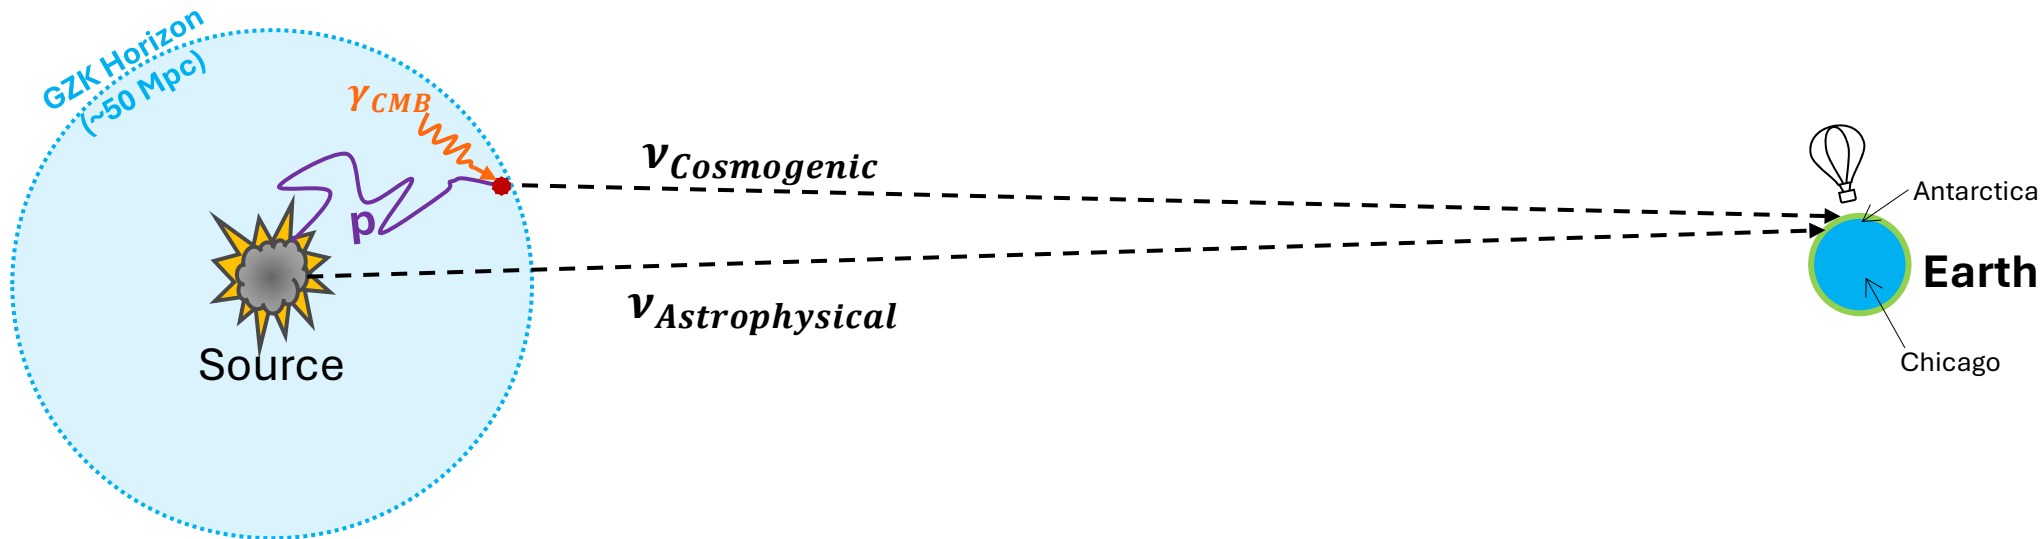 GZK Horizon
(~50 Mpc)
γCMB
p
Source
νCosmogenic
νAstrophysical
Antarctica
Earth
Chicago